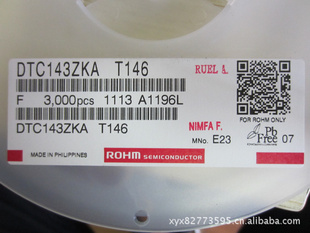 DTC143ZKA T146
RUEL A.
F 3,000pcs 1113 A1196L
FOR ROHM ONLY
DTC143ZKA T146
NIMFA F.
MNo. E23
Pb
Free 07
MADE IN PHILIPPINES
ROHM SEMICONDUCTOR
xyx82773595.cn.alibaba.com